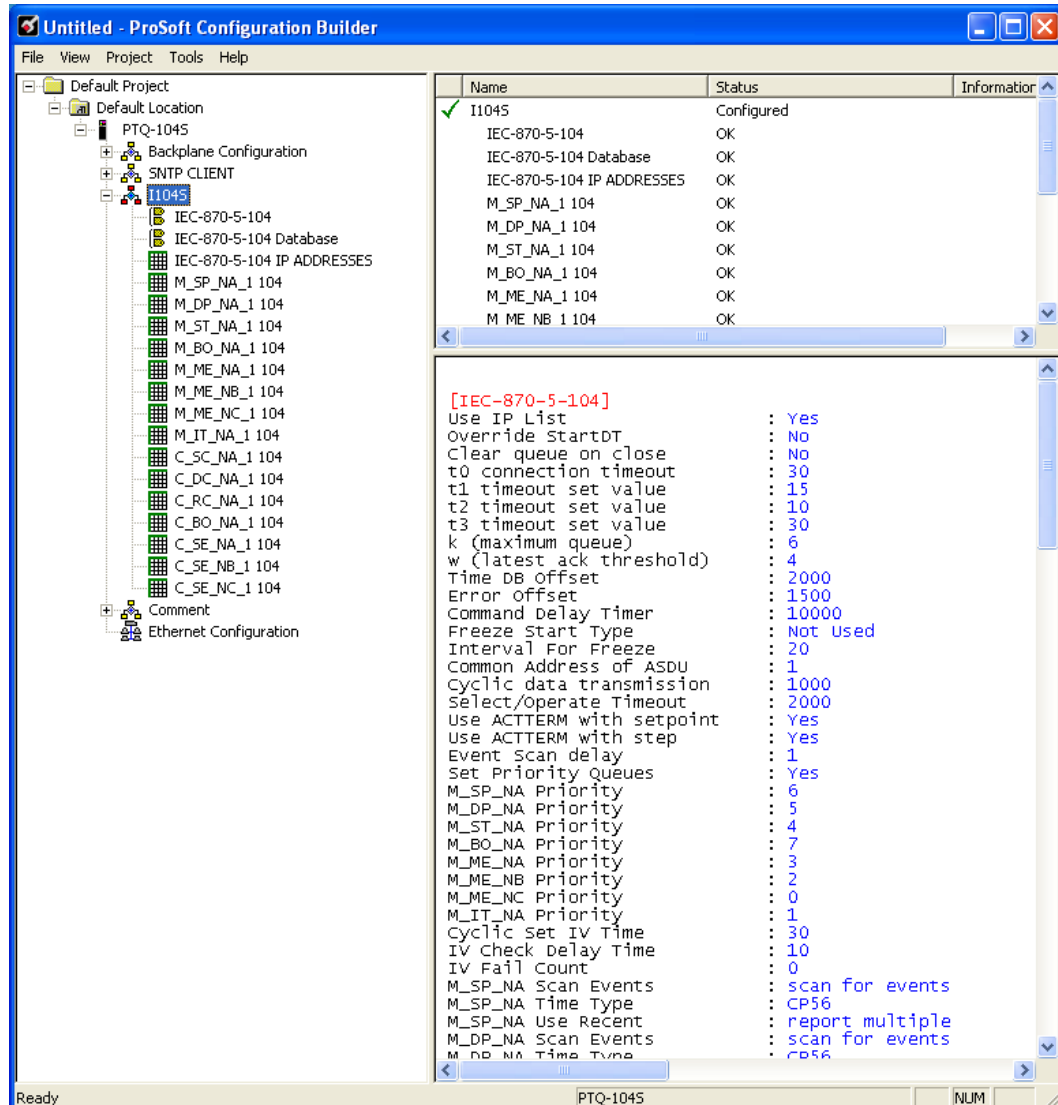 Untitled - ProSoft Configuration Builder
File View Project Tools Help
Default Project
Default Location
PTQ-104S
Backplane Configuration
SNTP CLIENT
I104S
IEC-870-5-104
IEC-870-5-104 Database
IEC-870-5-104 IP ADDRESSES
M_SP_NA_1 104
M_DP_NA_1 104
M_ST_NA_1 104
M_BO_NA_1 104
M_ME_NA_1 104
M_ME_NB_1 104
M_ME_NC_1 104
M_IT_NA_1 104
C_SC_NA_1 104
C_DC_NA_1 104
C_RC_NA_1 104
C_BO_NA_1 104
C_SE_NA_1 104
C_SE_NB_1 104
C_SE_NC_1 104
Comment
Ethernet Configuration
Name Status Information
I104S Configured
IEC-870-5-104 OK
IEC-870-5-104 Database OK
IEC-870-5-104 IP ADDRESSES OK
M_SP_NA_1 104 OK
M_DP_NA_1 104 OK
M_ST_NA_1 104 OK
M_BO_NA_1 104 OK
M_ME_NA_1 104 OK
M_ME_NB_1 104 OK
[IEC-870-5-104]
Use IP List : Yes
Override StartDT : No
Clear queue on close : No
t0 connection timeout : 30
t1 timeout set value : 15
t2 timeout set value : 10
t3 timeout set value : 30
k (maximum queue) : 6
w (latest ack threshold) : 4
Time DB Offset : 2000
Error Offset : 1500
Command Delay Timer : 10000
Freeze Start Type : Not Used
Interval For Freeze : 20
Common Address of ASDU : 1
Cyclic data transmission : 1000
Select/Operate Timeout : 2000
Use ACTTERM with setpoint : Yes
Use ACTTERM with step : Yes
Event Scan delay : 1
Set Priority Queues : Yes
M_SP_NA Priority : 6
M_DP_NA Priority : 5
M_ST_NA Priority : 4
M_BO_NA Priority : 7
M_ME_NA Priority : 3
M_ME_NB Priority : 2
M_ME_NC Priority : 0
M_IT_NA Priority : 1
Cyclic Set IV Time : 30
IV Check Delay Time : 10
IV Fail Count : 0
M_SP_NA Scan Events : scan for events
M_SP_NA Time Type : CP56
M_SP_NA Use Recent : report multiple
M_DP_NA Scan Events : scan for events
M_DP_NA Time Type : CP56
Ready PTQ-104S NUM